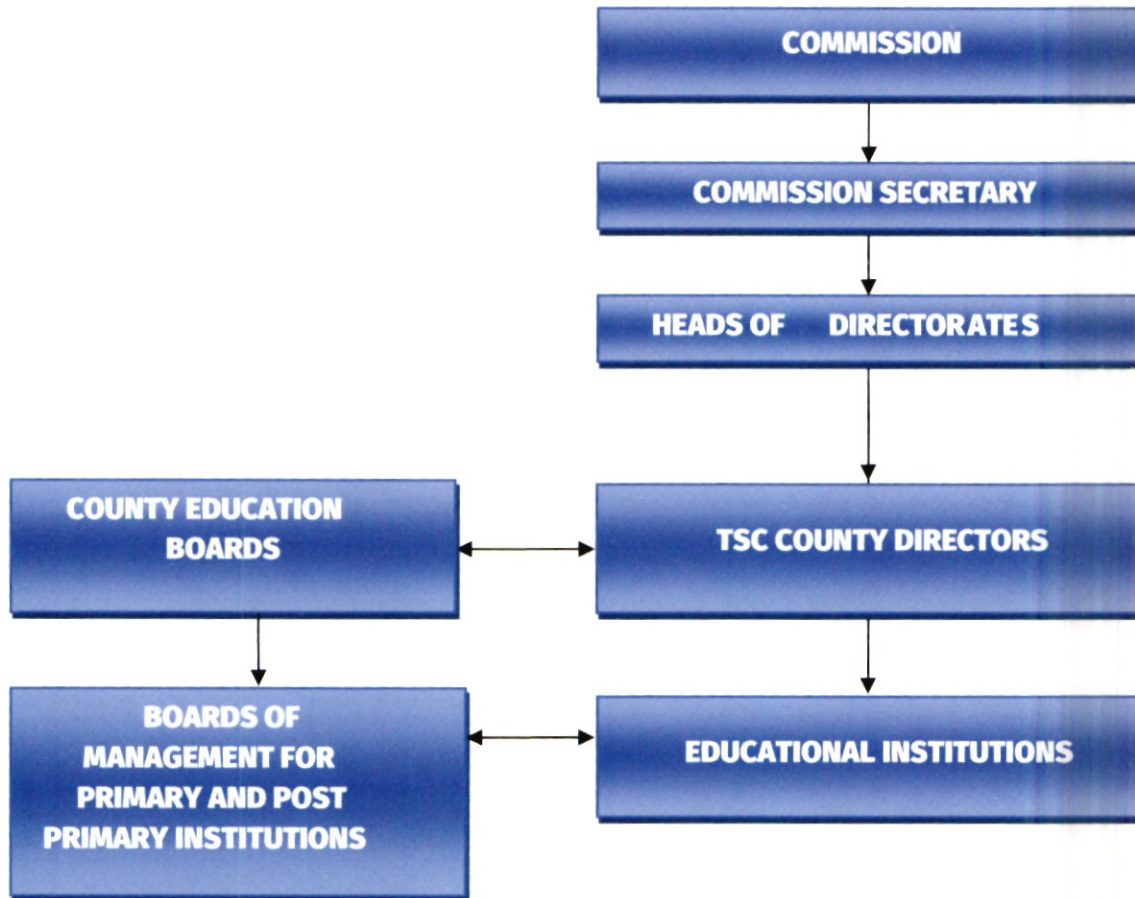 COMMISSION
COMMISSION SECRETARY
HEADS OF DIRECTORATES
COUNTY EDUCATION
BOARDS
TSC COUNTY DIRECTORS
BOARDS OF
MANAGEMENT FOR
PRIMARY AND POST
PRIMARY INSTITUTIONS
EDUCATIONAL INSTITUTIONS